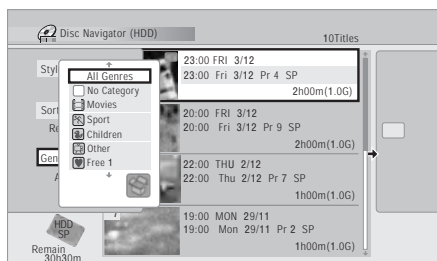 Disc Navigator (HDD)
10Titles
Styl
All Genres
No Category
Movies
Sport
Children
Other
Free 1
Sort
Re
Gen
A
23:00 FRI 3/12
23:00 Fri 3/12 Pr 4 SP
2h00m(1.0G)
20:00 FRI 3/12
20:00 Fri 3/12 Pr 9 SP
2h00m(1.0G)
22:00 THU 2/12
22:00 Thu 2/12 Pr 7 SP
1h00m(1.0G)
19:00 MON 29/11
19:00 Mon 29/11 Pr 2 SP
1h00m(1.0G)
HDD
SP
Remain
30h30m